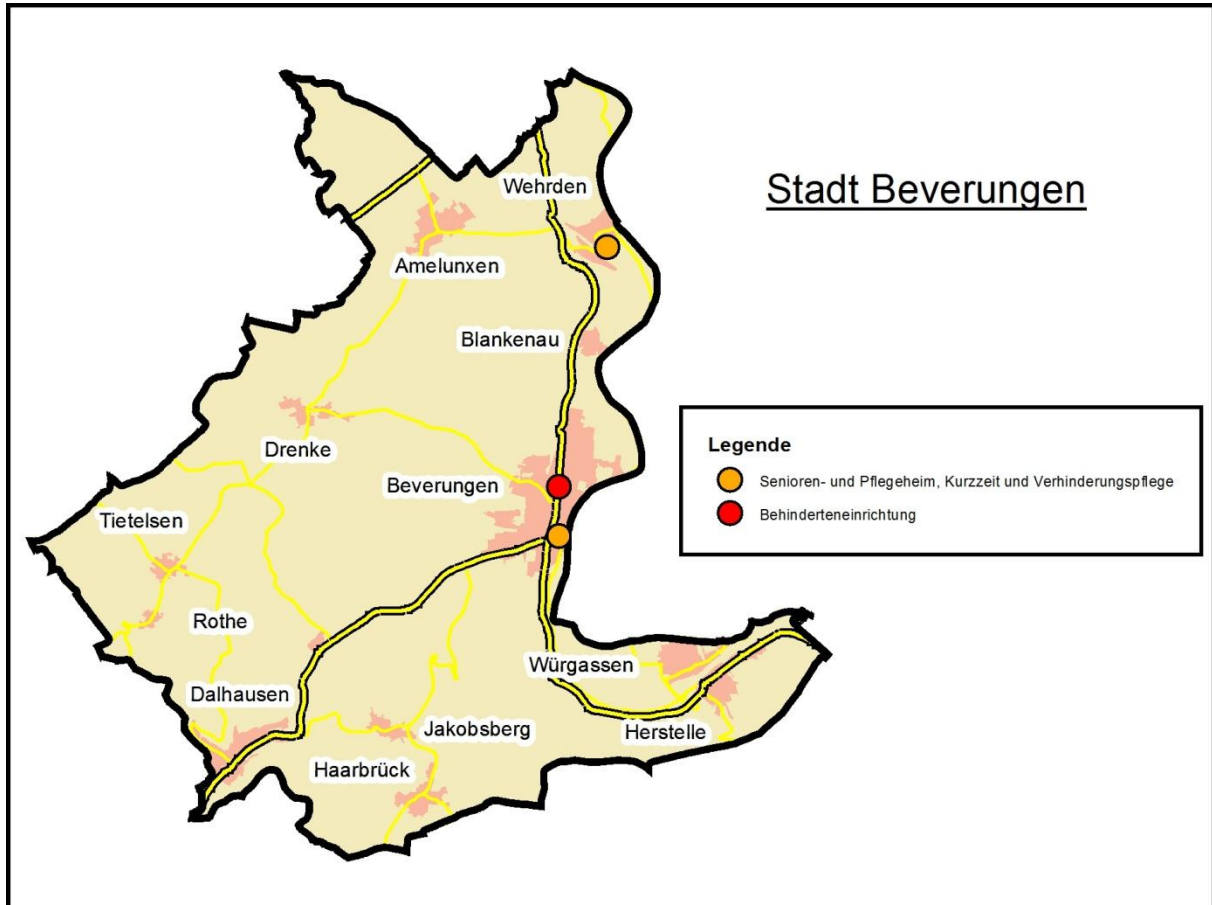 Stadt Beverungen
Wehrden
Amelunxen
Blankenau
Drenke
Beverungen
Tietelsen
Rothe
Würgassen
Dalhausen
Jakobsberg
Herstelle
Haarbrück
Legende
Senioren- und Pflegeheim, Kurzzeit und Verhinderungspflege
Behinderteneinrichtung